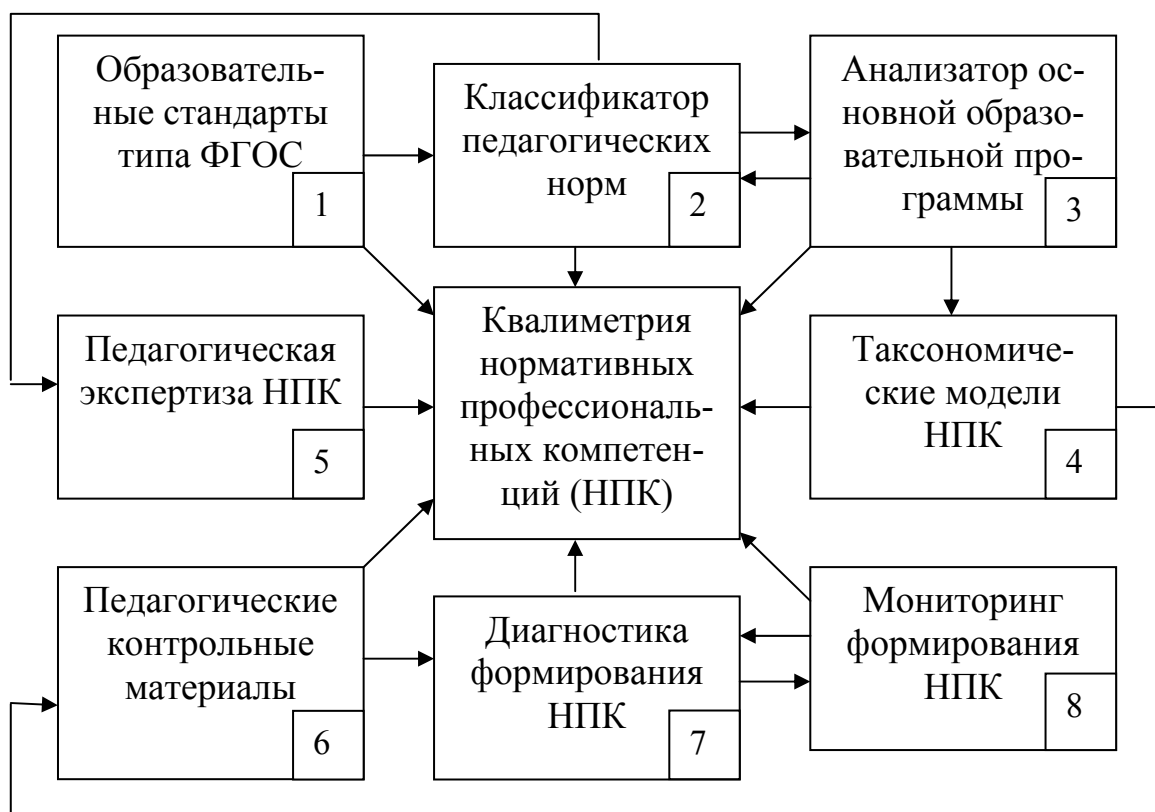 Образователь-
ные стандарты
типа ФГОС
1
Классификатор
педагогических
норм
2
Анализатор ос-
новной образо-
вательной про-
граммы
3
Педагогическая
экспертиза НПК
5
Квалиметрия
нормативных
профессиональ-
ных компетен-
ций (НПК)
Таксономиче-
ские модели
НПК
4
Педагогические
контрольные
материалы
6
Диагностика
формирования
НПК
7
Мониторинг
формирования
НПК
8